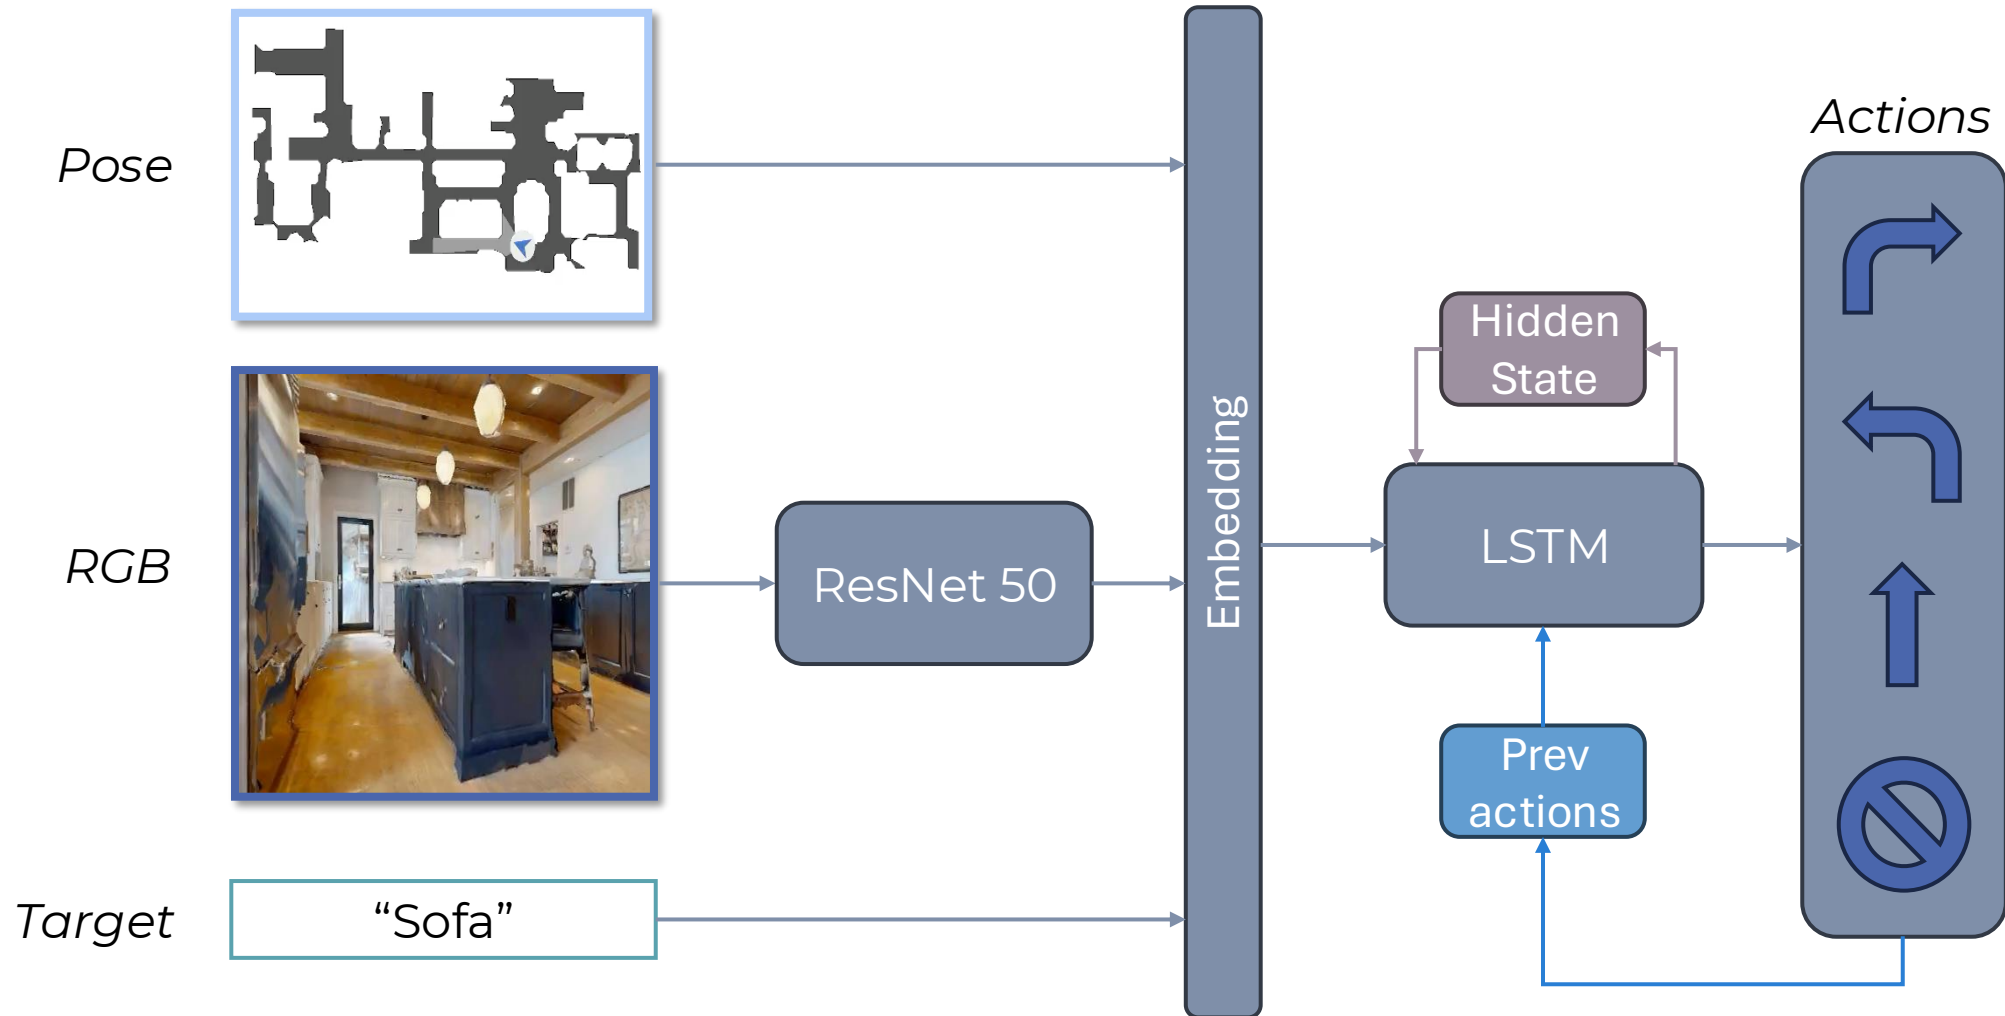 Pose
RGB
Target
“Sofa”
ResNet 50
Embedding
Hidden
State
LSTM
Prev
actions
Actions